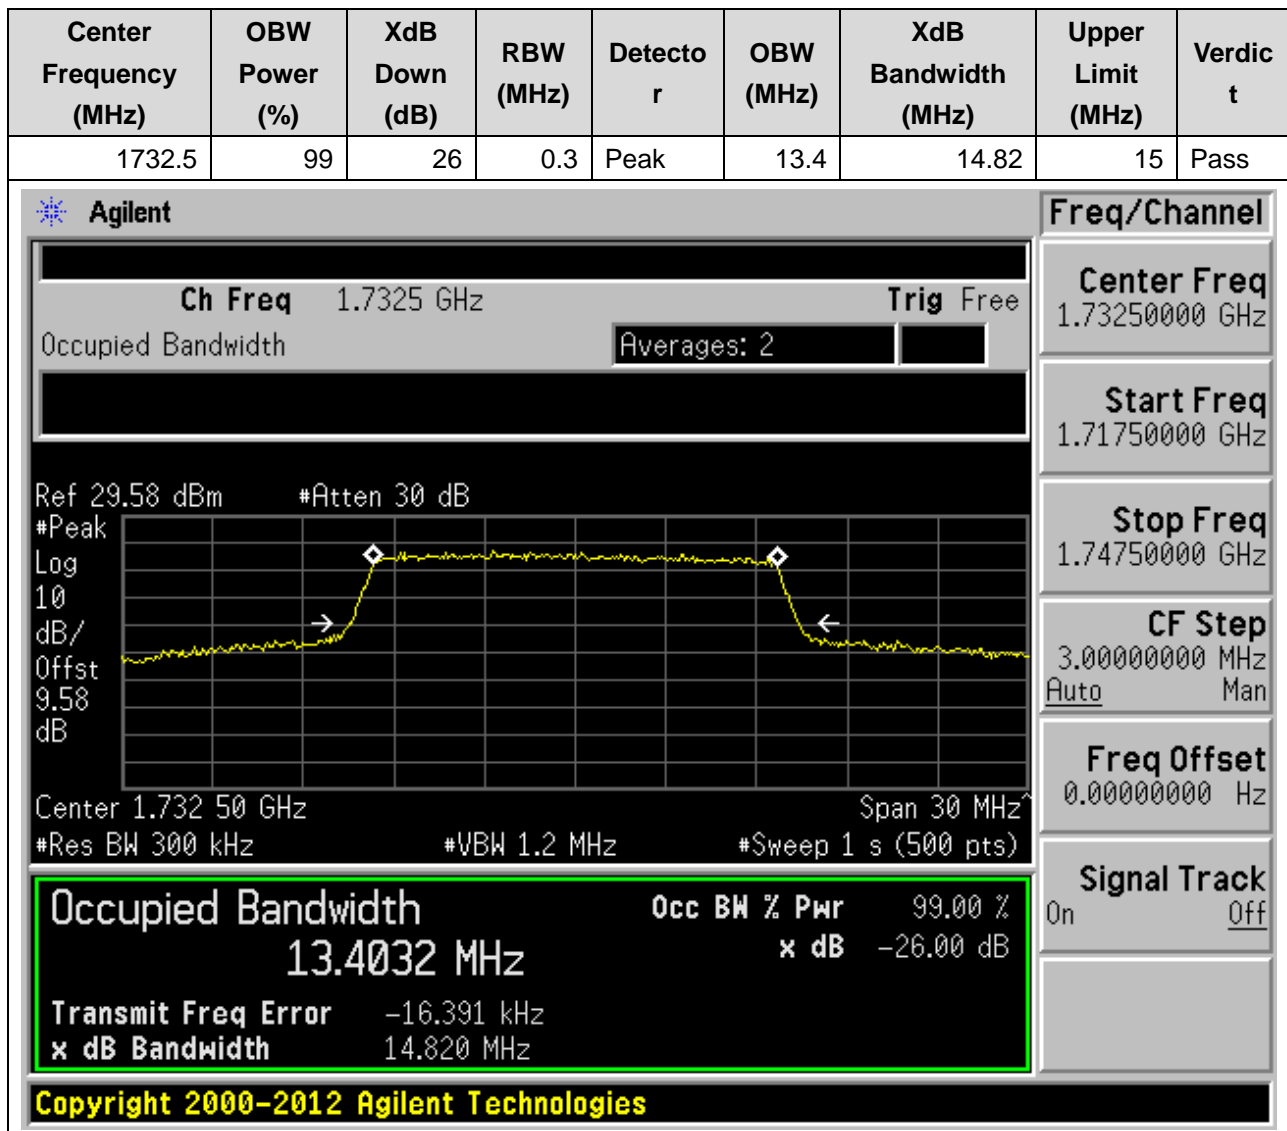 Center Frequency (MHz) OBW Power (%) XdB Down (dB) RBW (MHz) Detecto r OBW (MHz) XdB Bandwidth (MHz) Upper Limit (MHz) Verdic t
1732.5 99 26 0.3 Peak 13.4 14.82 15 Pass
Agilent
Freq/Channel
Ch Freq 1.7325 GHz Trig Free
Occupied Bandwidth Averages: 2
Ref 29.58 dBm #Atten 30 dB
#Peak
Log
10
dB/
Offst
9.58
dB
Center 1.732 50 GHz Span 30 MHz^
#Res BW 300 kHz #VBW 1.2 MHz #Sweep 1 s (500 pts)
Occupied Bandwidth Occ BW % Pwr 99.00 %
13.4032 MHz x dB -26.00 dB
Transmit Freq Error -16.391 kHz
x dB Bandwidth 14.820 MHz
Center Freq
1.73250000 GHz
Start Freq
1.71750000 GHz
Stop Freq
1.74750000 GHz
CF Step
3.00000000 MHz
Auto Man
Freq Offset
0.00000000 Hz
Signal Track
On Off
Copyright 2000-2012 Agilent Technologies